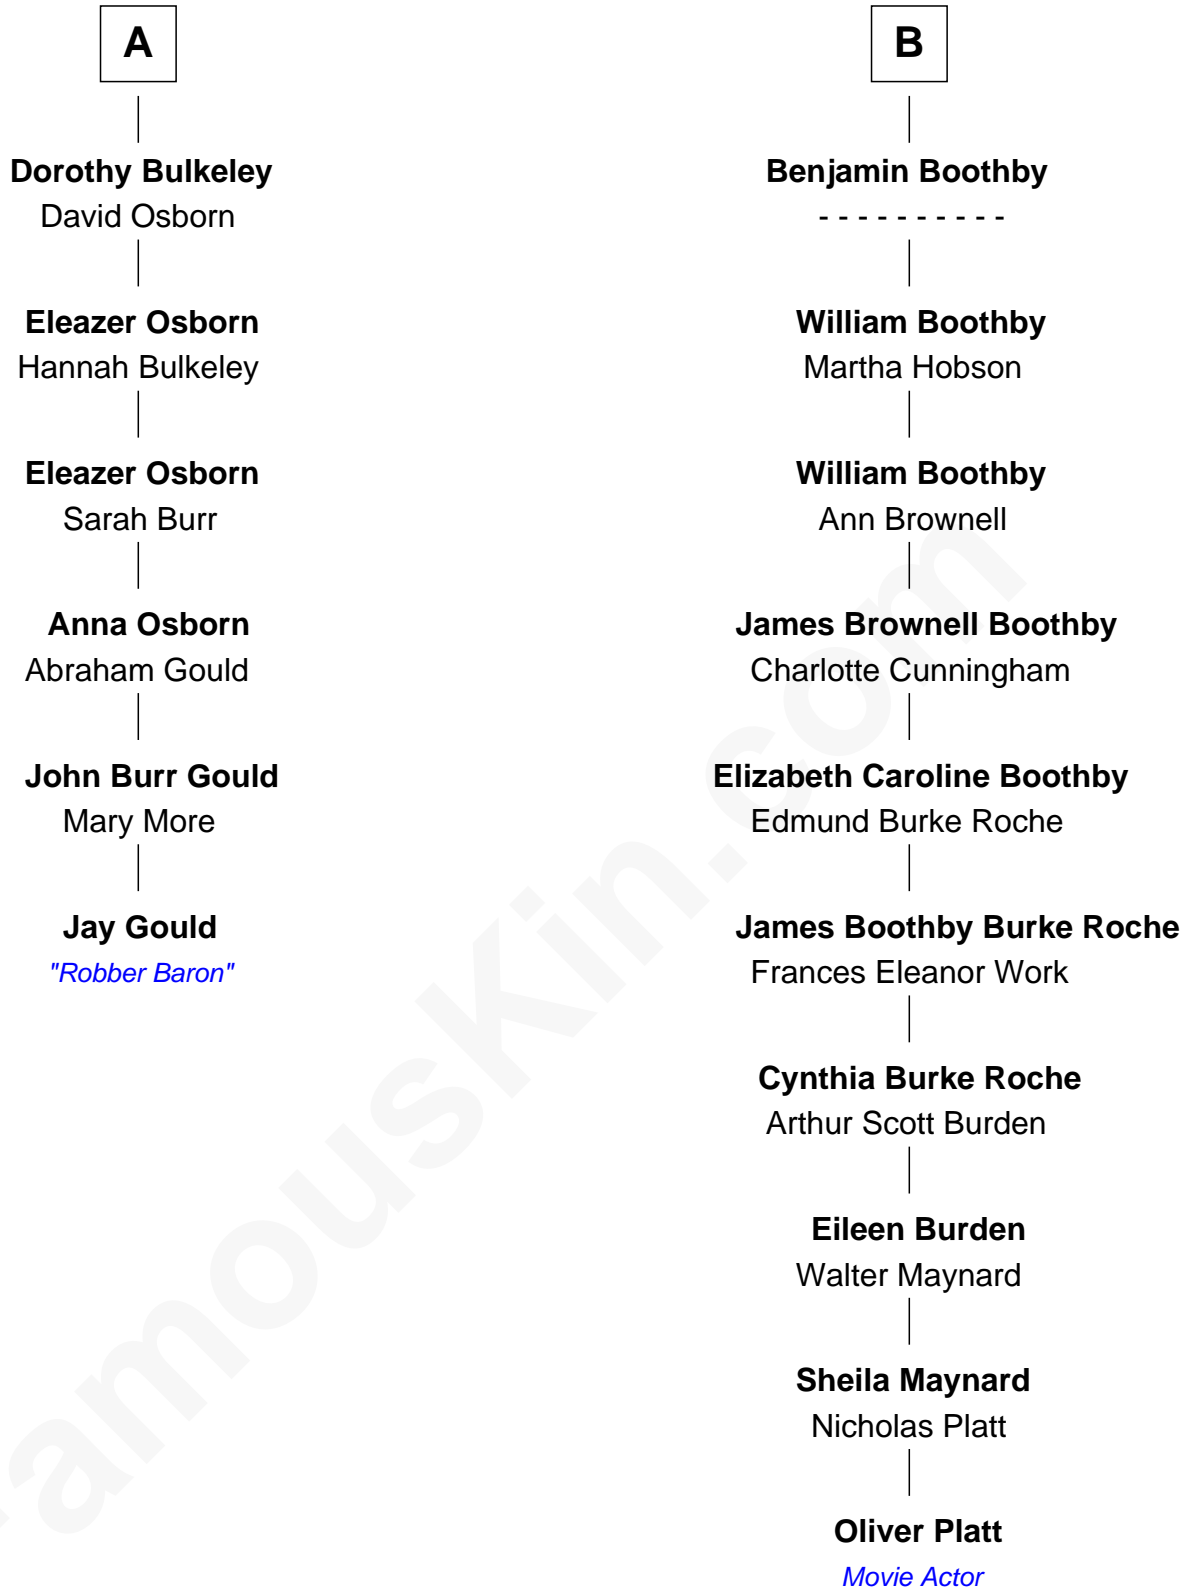 A
Dorothy Bulkeley
David Osborn
Eleazer Osborn
Hannah Bulkeley
Eleazer Osborn
Sarah Burr
Anna Osborn
Abraham Gould
John Burr Gould
Mary More
Jay Gould
"Robber Baron"
B
Benjamin Boothby
- - - - - - - - - -
William Boothby
Martha Hobson
William Boothby
Ann Brownell
James Brownell Boothby
Charlotte Cunningham
Elizabeth Caroline Boothby
Edmund Burke Roche
James Boothby Burke Roche
Frances Eleanor Work
Cynthia Burke Roche
Arthur Scott Burden
Eileen Burden
Walter Maynard
Sheila Maynard
Nicholas Platt
Oliver Platt
Movie Actor
FamousKin.com